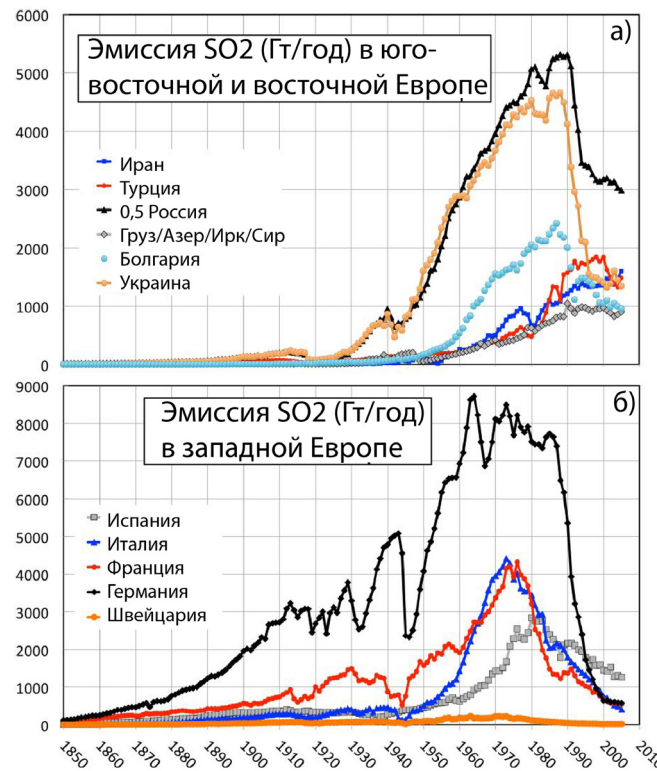 6000
5000
4000
3000
2000
1000
0
а)
Эмиссия SO2 (Гт/год) в юго-
восточной и восточной Европе
Иран
Турция
0,5 Россия
Груз/Азер/Ирк/Сир
Болгария
Украина
9000
8000
7000
6000
5000
4000
3000
2000
1000
0
б)
Эмиссия SO2 (Гт/год)
в западной Европе
Испания
Италия
Франция
Германия
Швейцария
1850
1860
1870
1880
1890
1900
1910
1920
1930
1940
1950
1960
1970
1980
1990
2000
2010